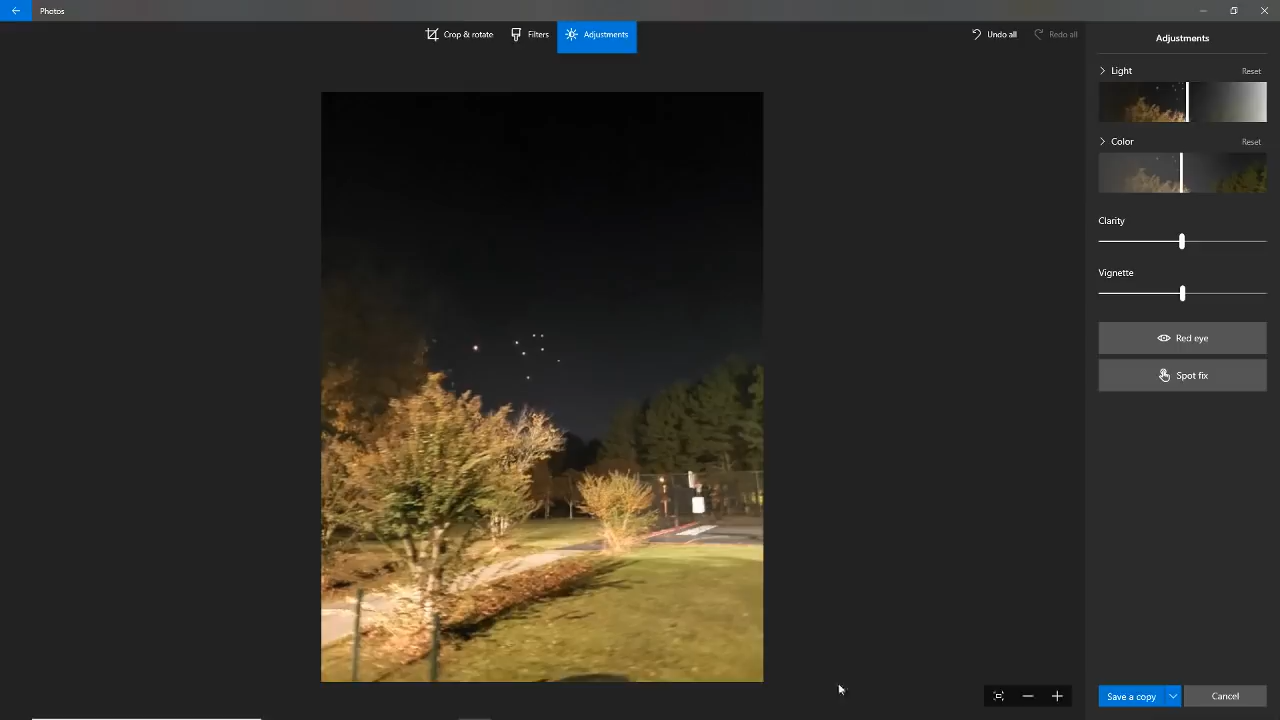 Photos
Crop & rotate
Filters
Adjustments
Undo all
Redo all
Adjustments
Light
Reset
Color
Reset
Clarity
Vignette
Red eye
Spot fix
Save a copy
Cancel